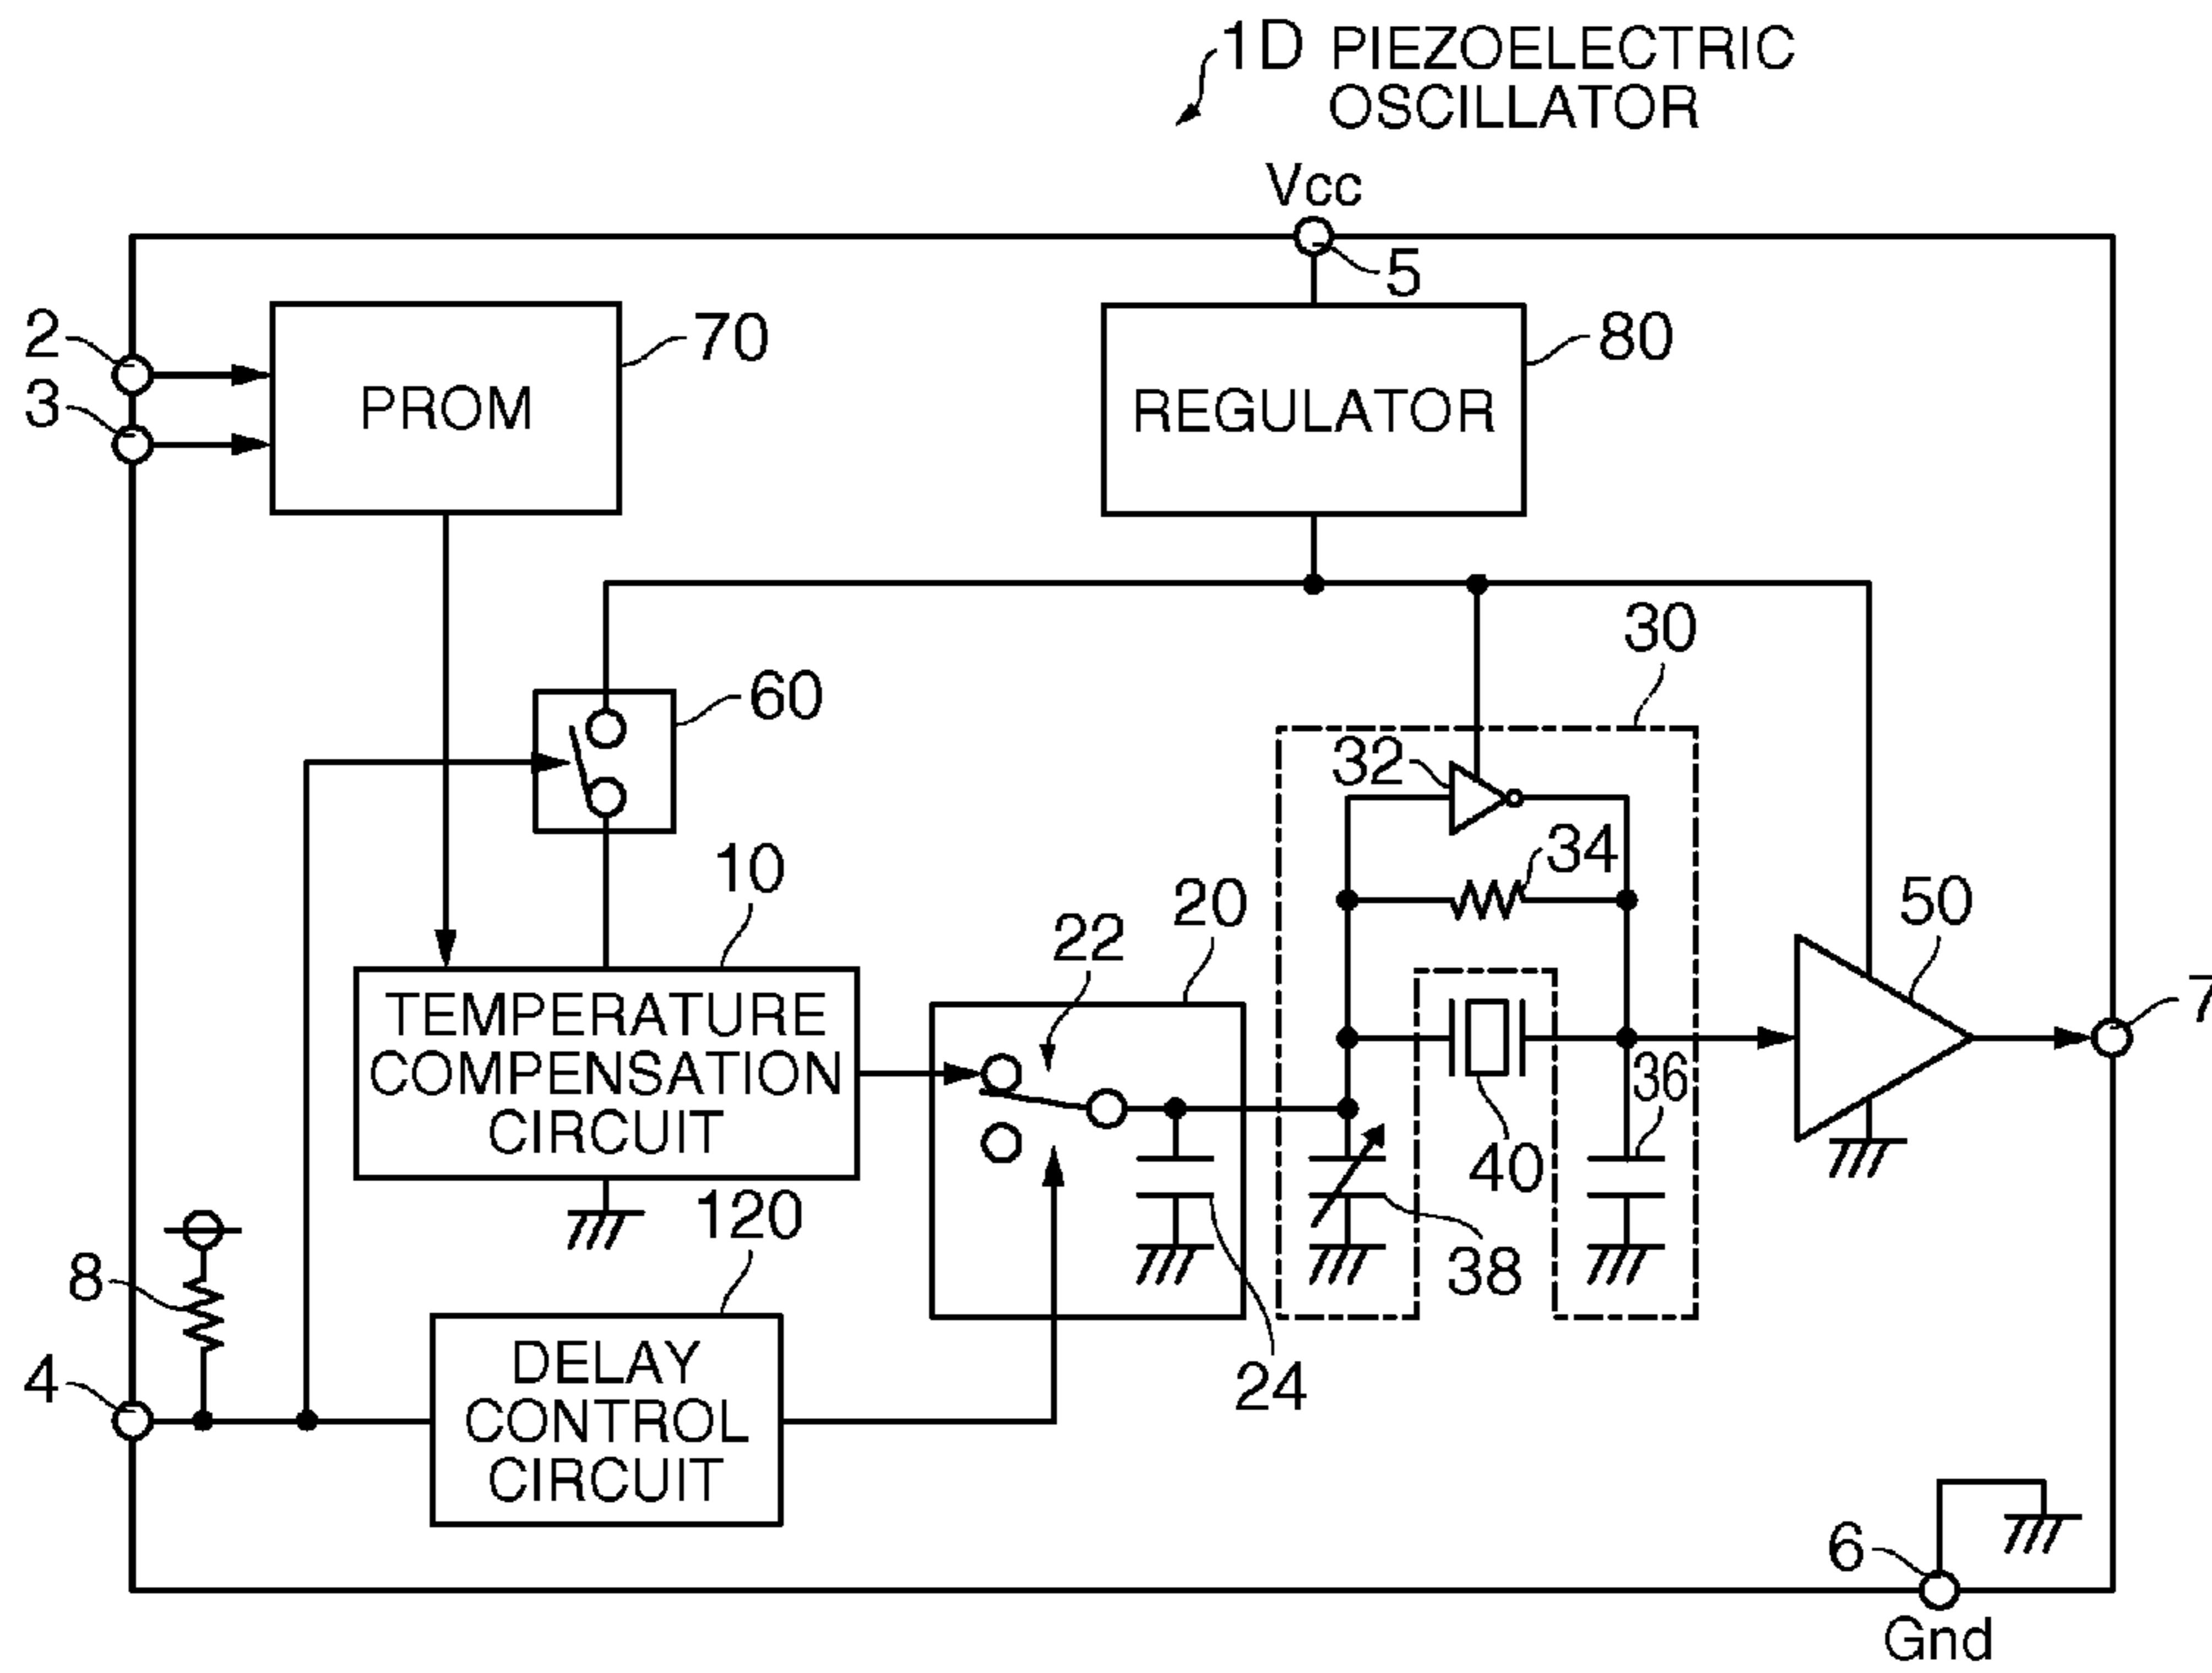 1D PIEZOELECTRIC
OSCILLATOR
Vcc
5
2
70
80
3
PROM
REGULATOR
30
60
32
34
10
20
50
22
7
TEMPERATURE
COMPENSATION
CIRCUIT
36
40
120
8
38
DELAY
CONTROL
CIRCUIT
24
4
6
Gnd